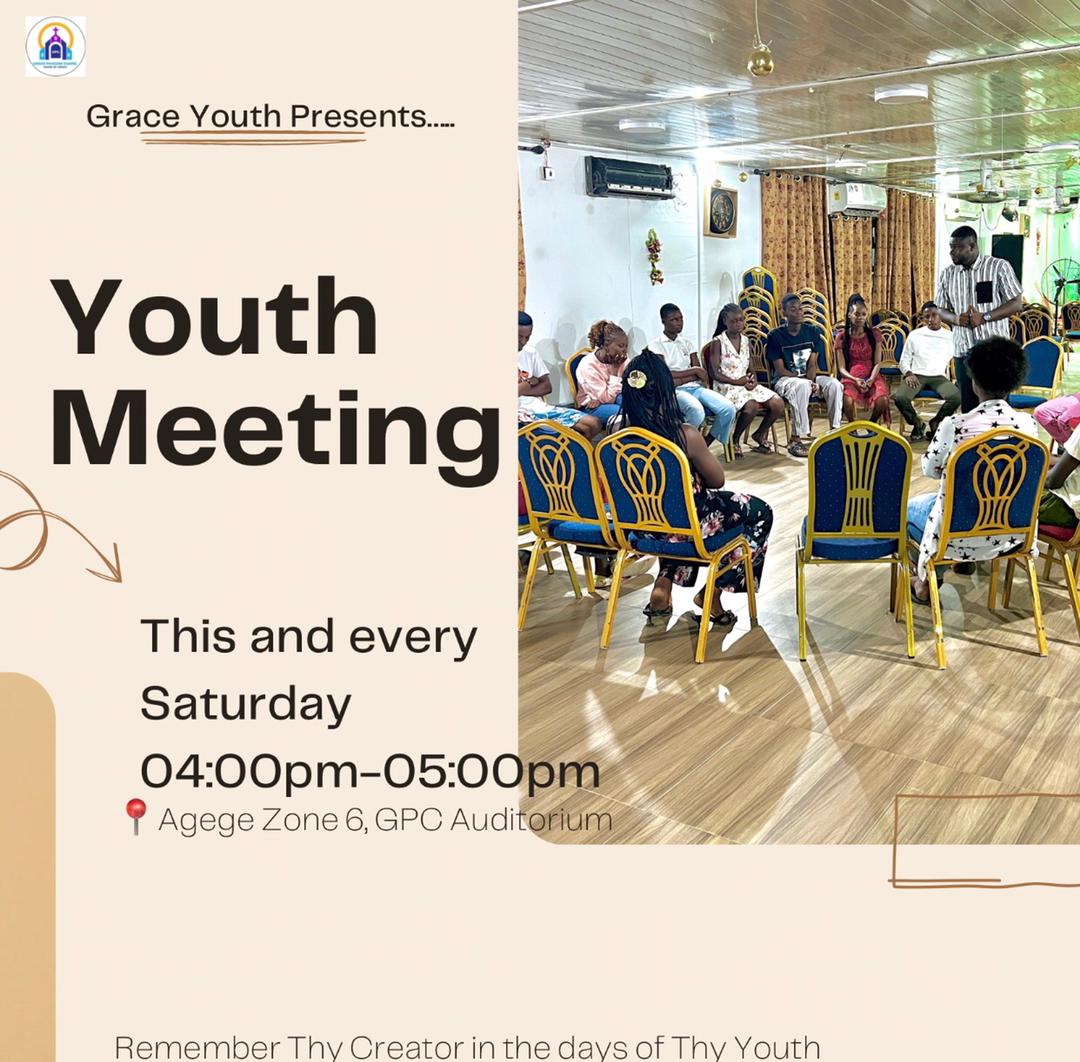 Grace Youth Presents.....
Youth
Meeting
This and every
Saturday
04:00pm-05:00pm
📍 Agege Zone 6, GPC Auditorium
Remember Thy Creator in the days of Thy Youth